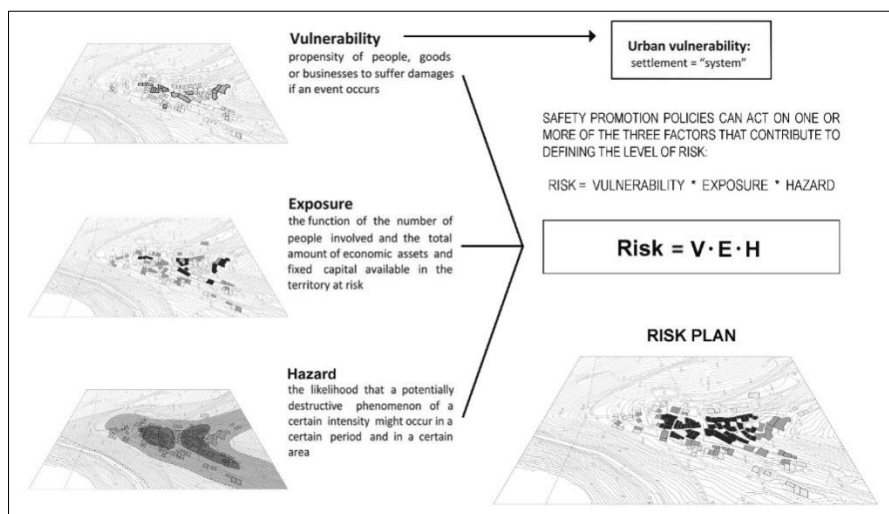 Vulnerability
propensity of people, goods
or businesses to suffer damages
if an event occurs
Urban vulnerability:
settlement = "system"
SAFETY PROMOTION POLICIES CAN ACT ON ONE OR
MORE OF THE THREE FACTORS THAT CONTRIBUTE TO
DEFINING THE LEVEL OF RISK:
RISK = VULNERABILITY * EXPOSURE * HAZARD
Exposure
the function of the number of
people involved and the total
amount of economic assets and
fixed capital available in the
territory at risk
Risk = V · E · H
Hazard
the likelihood that a potentially
destructive phenomenon of a
certain intensity might occur in a
certain period and in a certain
area
RISK PLAN